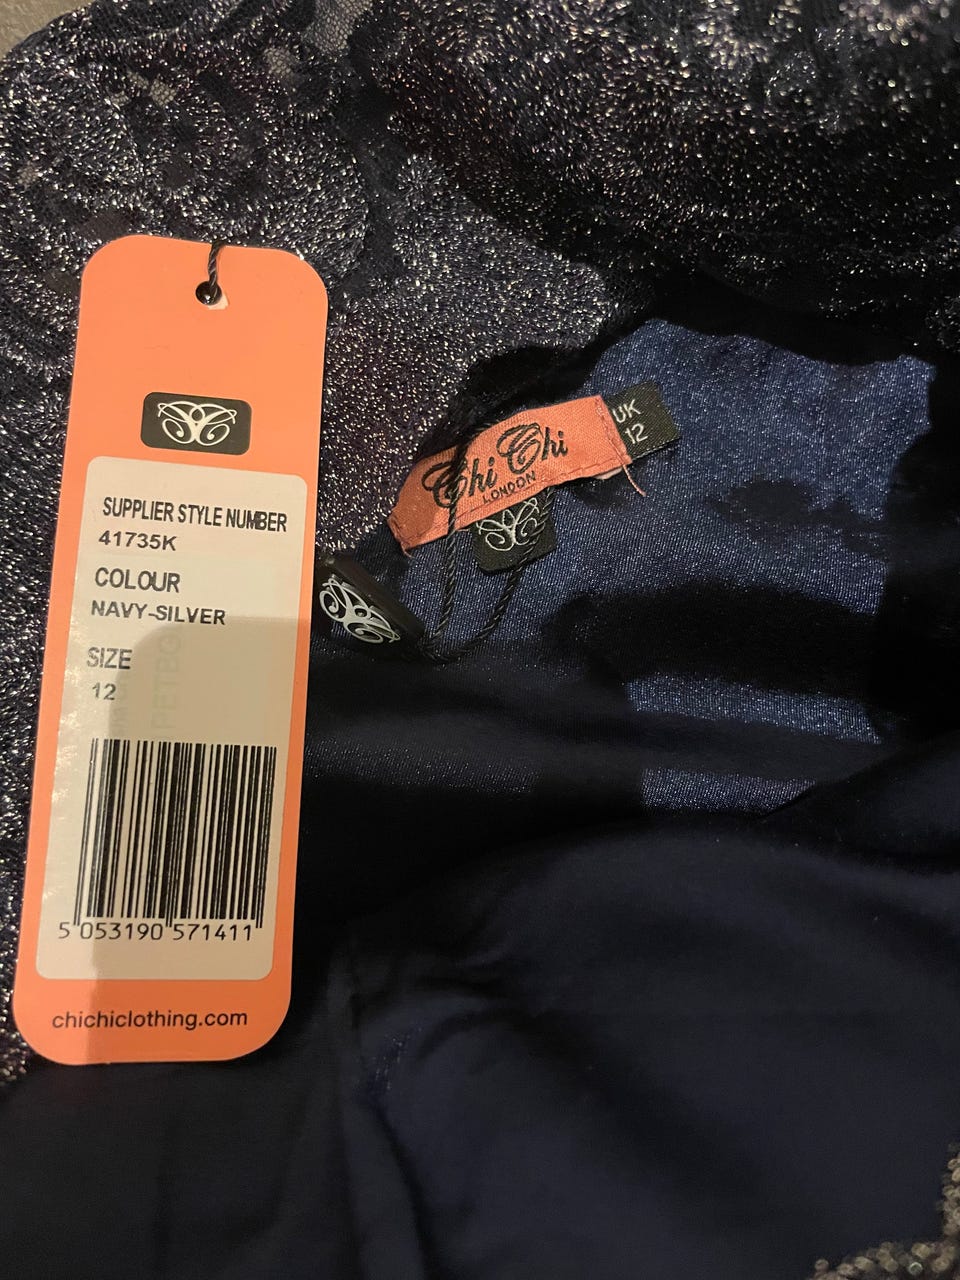 SUPPLIER STYLE NUMBER
41735K
COLOUR
NAVY-SILVER
SIZE
12
5 053190 571411
chichiclothing.com
Chi Chi
LONDON
UK
12